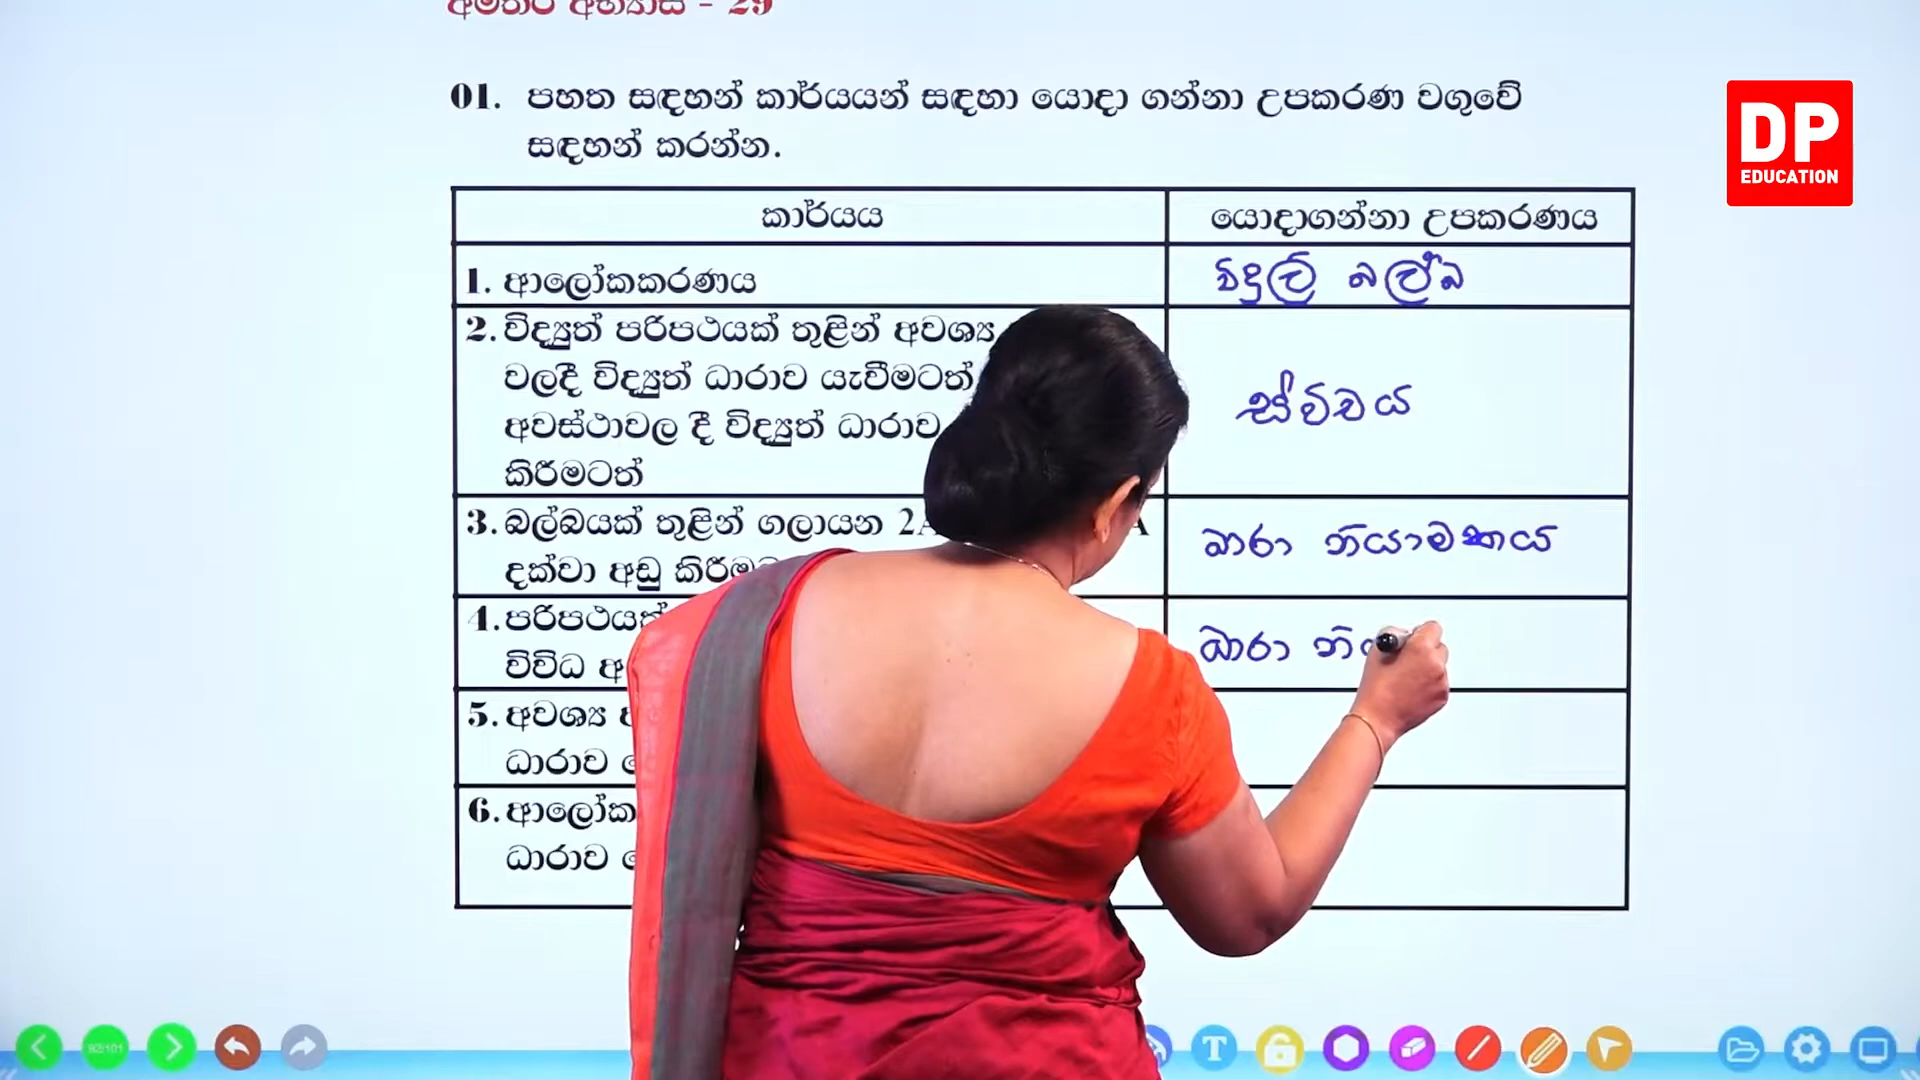 අමතර අභ්‍යාස - 29
01. පහත සඳහන් කාර්යයන් සඳහා යොදා ගන්නා උපකරණ වගුවේ
සඳහන් කරන්න.
DP
EDUCATION
කාර්යය
යොදාගන්නා උපකරණය
1. ආලෝකකරණය
විදුලි බල්බ
2. විද්‍යුත් පරිපථයක් තුළින් අවශ්‍ය
වලදී විද්‍යුත් ධාරාව යැවීමටත්
අවස්ථාවල දී විද්‍යුත් ධාරාව
කිරීමටත්
ස්විචය
3. බල්බයක් තුළින් ගලායන 2A
දක්වා අඩු කිරීම
ධාරා නියාමකය
4. පරිපථයක්
විවිධ අ
ධාරා නි
5. අවශ්‍ය
ධාරාව
6. ආලෝක
ධාරාව
92/101
T